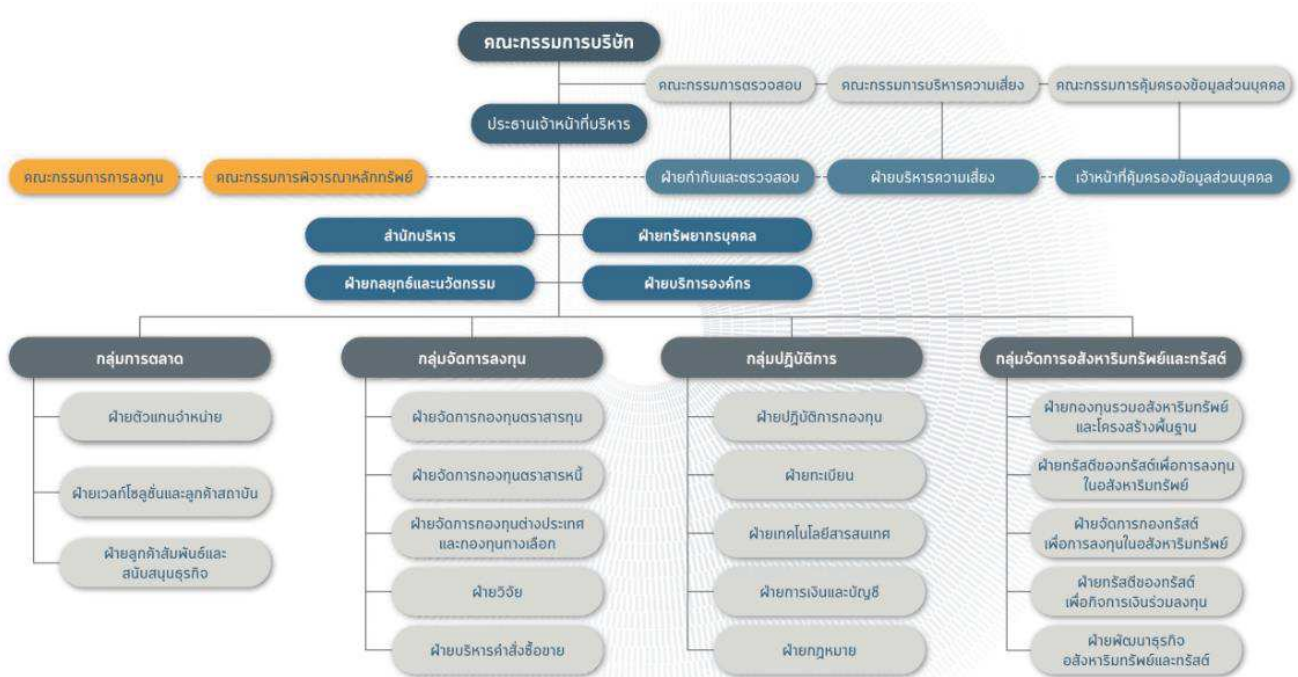 คณะกรรมการบริษัท
คณะกรรมการตรวจสอบ
คณะกรรมการบริหารความเสี่ยง
คณะกรรมการคุ้มครองข้อมูลส่วนบุคคล
ประธานเจ้าหน้าที่บริหาร
คณะกรรมการการลงทุน
คณะกรรมการพิจารณาหลักทรัพย์
ฝ่ายกำกับและตรวจสอบ
ฝ่ายบริหารความเสี่ยง
เจ้าหน้าที่คุ้มครองข้อมูลส่วนบุคคล
สำนักบริหาร
ฝ่ายทรัพยากรบุคคล
ฝ่ายกลยุทธ์และนวัตกรรม
ฝ่ายบริการองค์กร
กลุ่มการตลาด
ฝ่ายตัวแทนจำหน่าย
ฝ่ายเวลท์โซลูชั่นและลูกค้าสถาบัน
ฝ่ายลูกค้าสัมพันธ์และ
สนับสนุนธุรกิจ
กลุ่มจัดการลงทุน
ฝ่ายจัดการกองทุนตราสารทุน
ฝ่ายจัดการกองทุนตราสารหนี้
ฝ่ายจัดการกองทุนต่างประเทศ
และกองทุนทางเลือก
ฝ่ายวิจัย
ฝ่ายบริหารคำสั่งซื้อขาย
กลุ่มปฏิบัติการ
ฝ่ายปฏิบัติการกองทุน
ฝ่ายทะเบียน
ฝ่ายเทคโนโลยีสารสนเทศ
ฝ่ายการเงินและบัญชี
ฝ่ายกฎหมาย
กลุ่มจัดการอสังหาริมทรัพย์และทรัสต์
ฝ่ายกองทุนรวมอสังหาริมทรัพย์
และโครงสร้างพื้นฐาน
ฝ่ายทรัสตีของทรัสต์เพื่อการลงทุน
ในอสังหาริมทรัพย์
ฝ่ายจัดการกองทรัสต์
เพื่อการลงทุนในอสังหาริมทรัพย์
ฝ่ายทรัสตีของทรัสต์
เพื่อกิจการเงินร่วมลงทุน
ฝ่ายพัฒนาธุรกิจ
อสังหาริมทรัพย์และทรัสต์